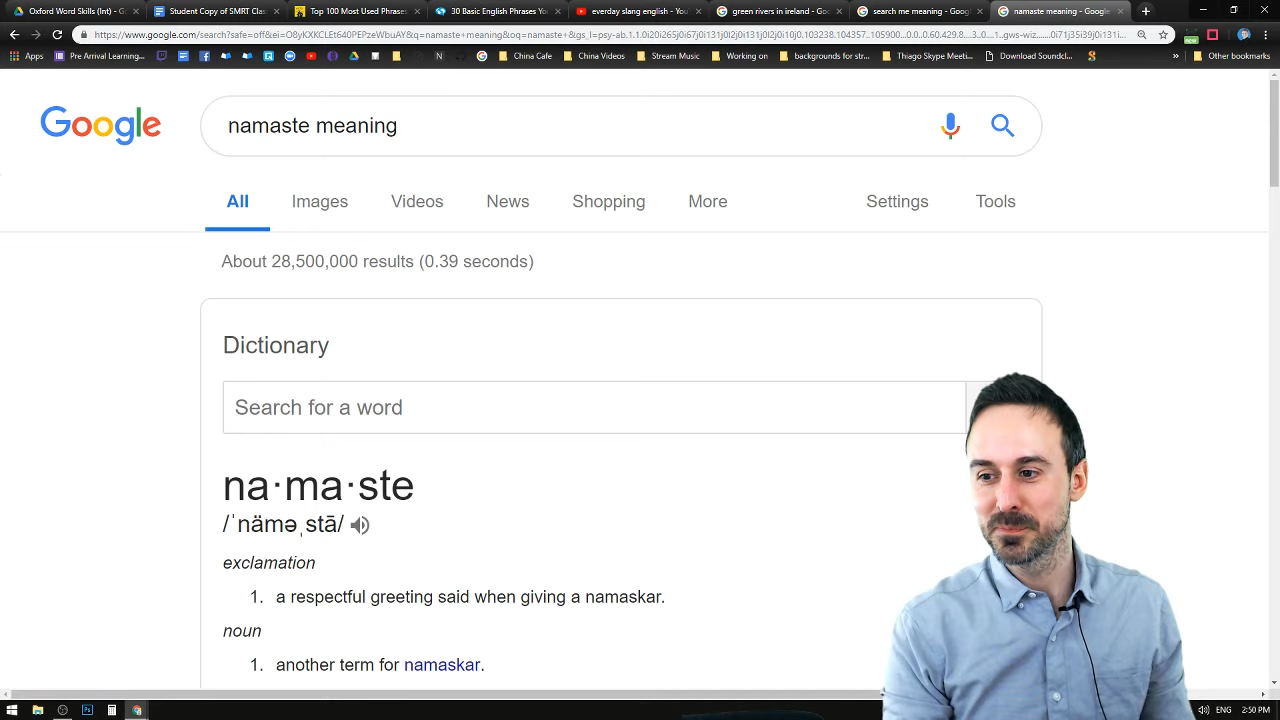 Oxford Word Skills (Int) - G
Student Copy of SMRT Clas
Top 100 Most Used Phrases
30 Basic English Phrases Yo
everday slang english - You
green rivers in ireland - Go
search me meaning - Googl
namaste meaning - Google
Apps
Pre Arrival Learning...
China Cafe
China Videos
Stream Music
Working on
backgrounds for str...
Thiago Skype Meeti...
Download Soundcl...
Other bookmarks
new
Google
namaste meaning
All
Images
Videos
News
Shopping
More
Settings
Tools
About 28,500,000 results (0.39 seconds)
Dictionary
Search for a word
na·ma·ste
/ˈnäməˌstā/
exclamation
1. a respectful greeting said when giving a namaskar.
noun
1. another term for namaskar.
ENG
2:50 PM